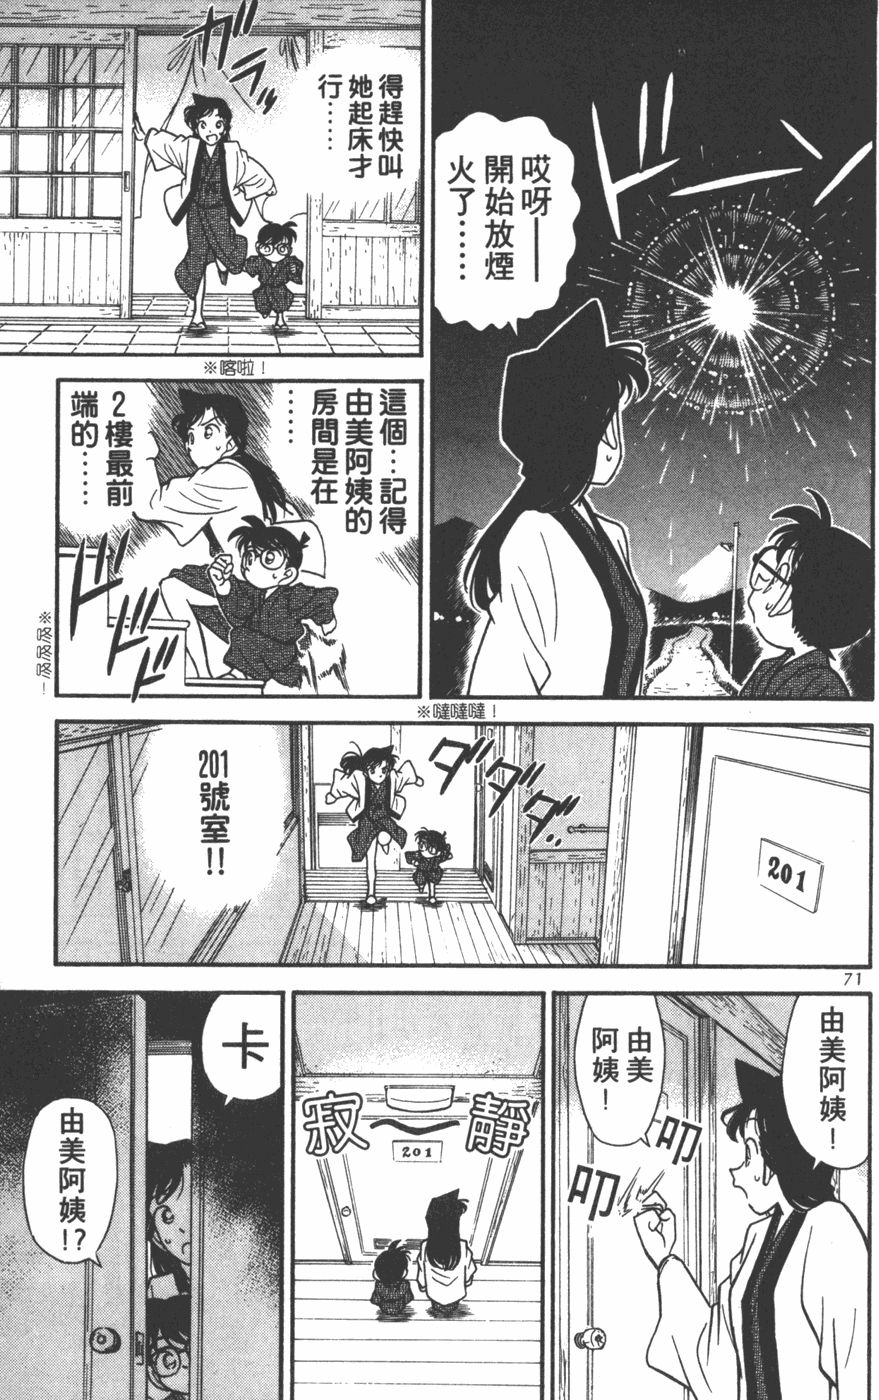 哎呀——
開始放煙
火了……
ドーン
得趕快叫
她起床才
行……
ガラ
※喀啦！
這個…記得
由美阿姨的
房間是在
……
2樓最前
端的……
ドドド
※噠噠噠！
ダダダ…
201號室!!
201
71
由美阿姨！
由美
阿姨！
叩
叩
靜～寂
201
卡
由美阿姨!?